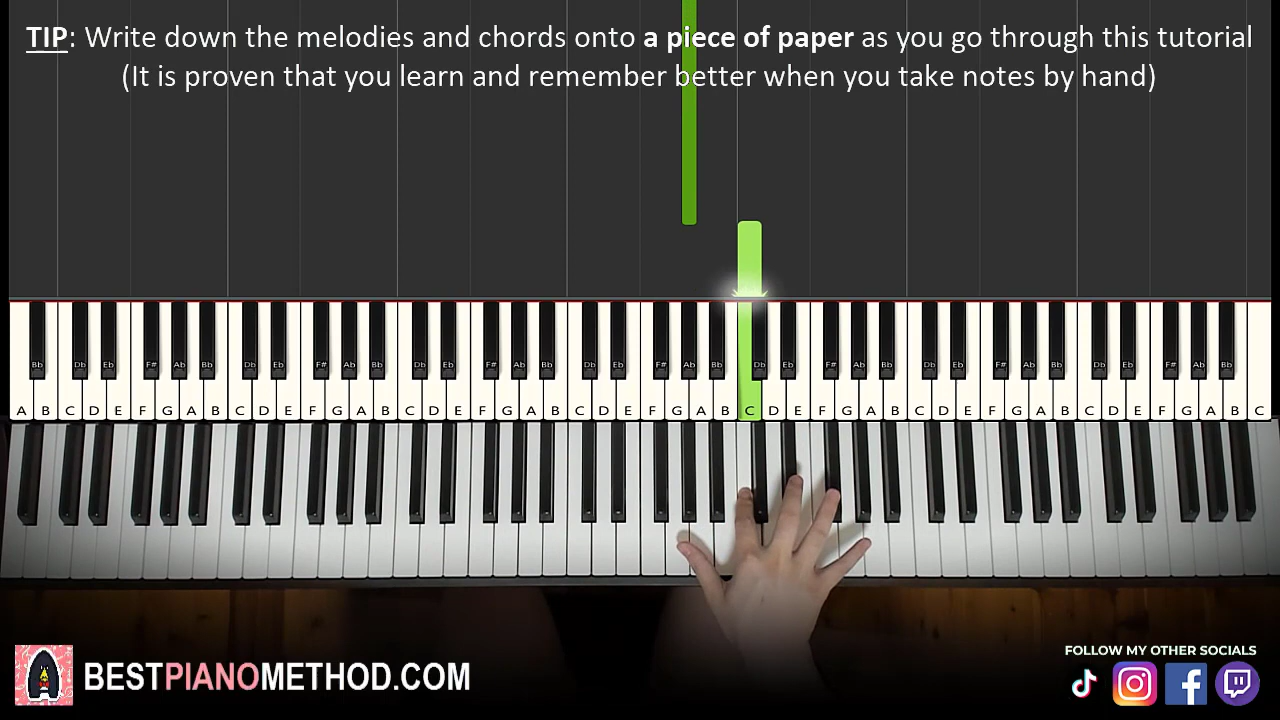 TIP: Write down the melodies and chords onto a piece of paper as you go through this tutorial
(It is proven that you learn and remember better when you take notes by hand)
Bb Db Eb F# Ab Bb Db Eb F# Ab Bb Db Eb F# Ab Bb Db Eb F# Ab Bb Db Eb F# Ab Bb Db Eb F# Ab Bb Db Eb F# Ab Bb
A B C D E F G A B C D E F G A B C D E F G A B C D E F G A B C D E F G A B C D E F G A B C D E F G A B C
FOLLOW MY OTHER SOCIALS
BESTPIANOMETHOD.COM